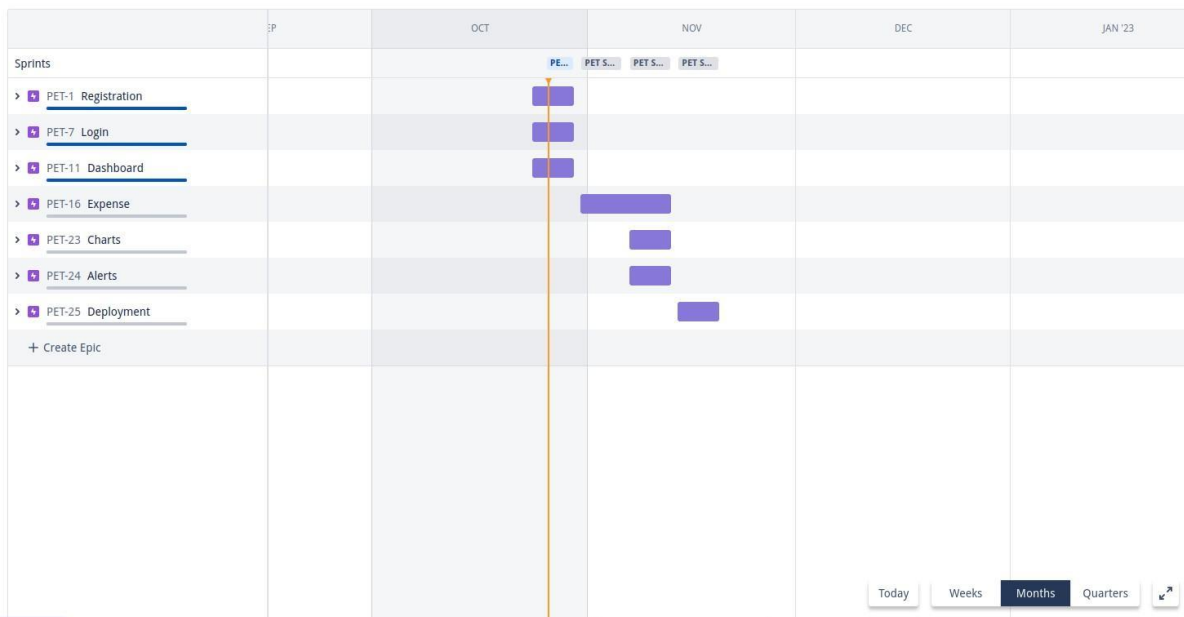 EP OCT NOV DEC JAN '23
Sprints PE... PET S... PET S... PET S...
PET-1 Registration
PET-7 Login
PET-11 Dashboard
PET-16 Expense
PET-23 Charts
PET-24 Alerts
PET-25 Deployment
+ Create Epic
Today Weeks Months Quarters